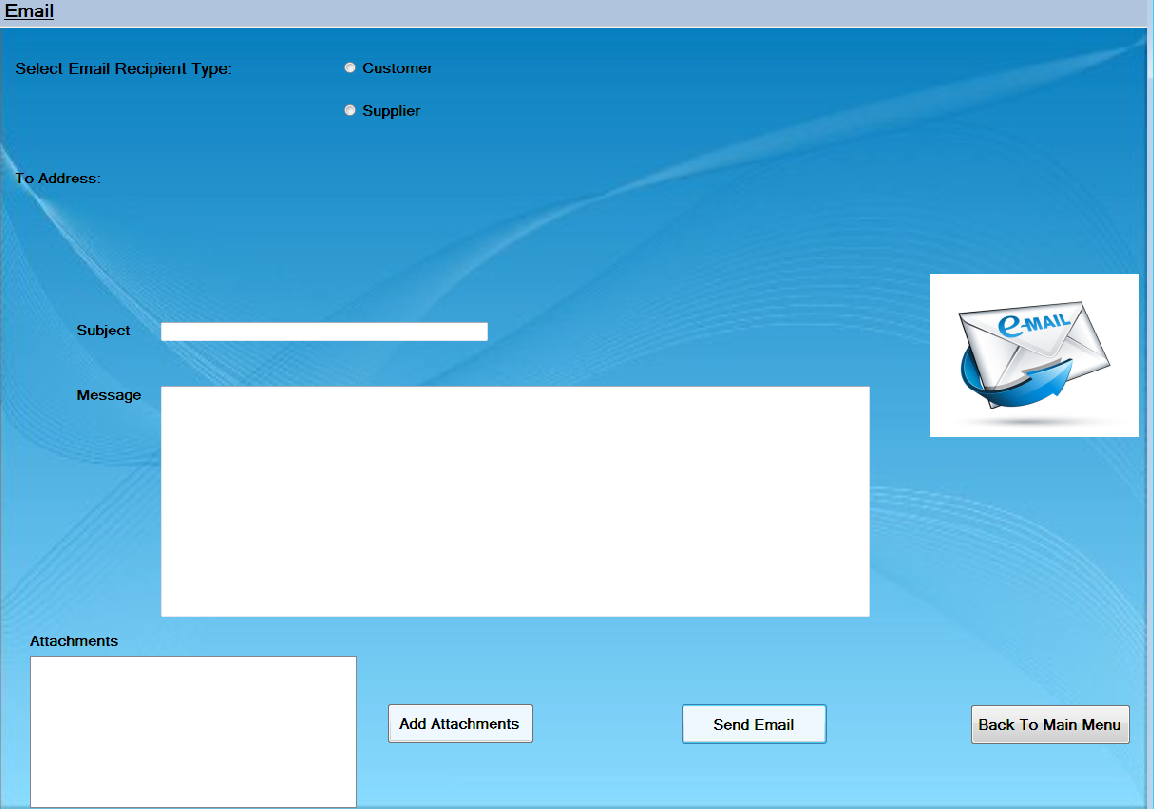 Email
Select Email Recipient Type:
Customer
Supplier
To Address:
e-MAIL
Subject
Message
Attachments
Add Attachments
Send Email
Back To Main Menu